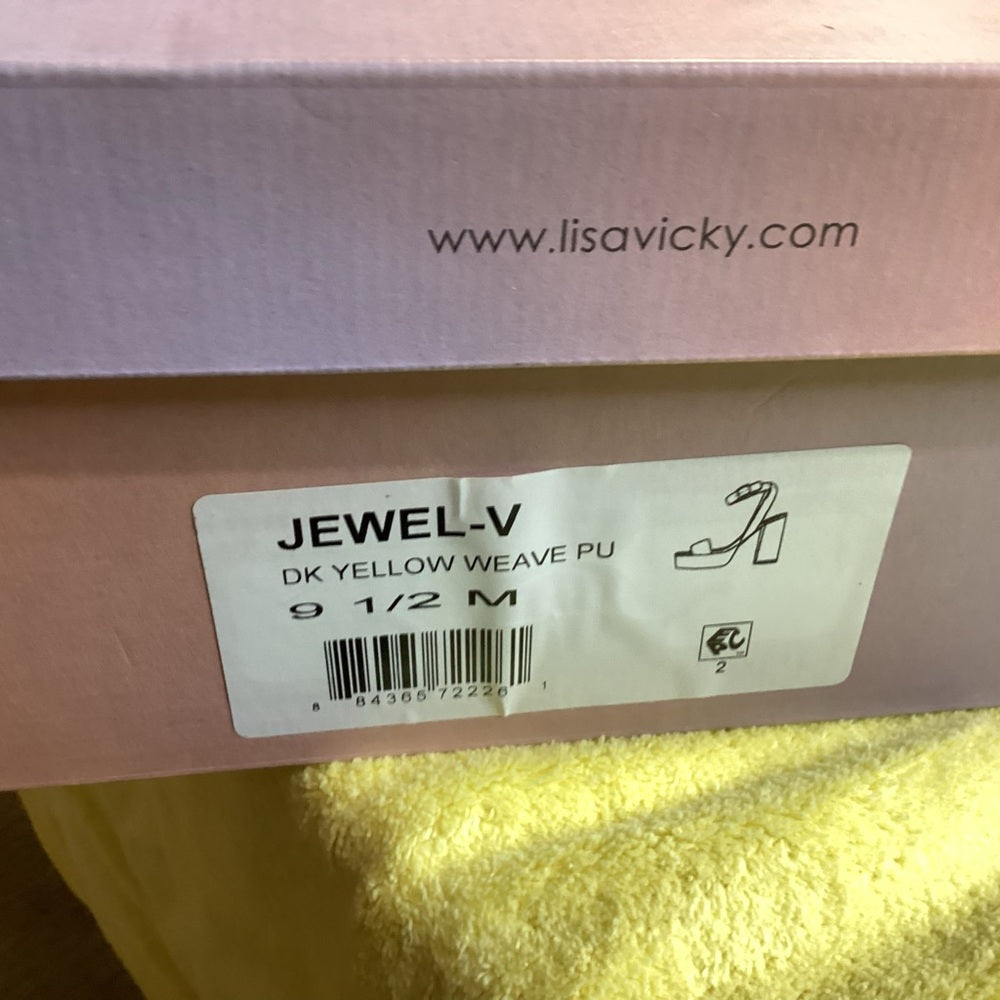 www.lisavicky.com
JEWEL-V
DK YELLOW WEAVE PU
9 1/2 M
8 84365 72226 1
2